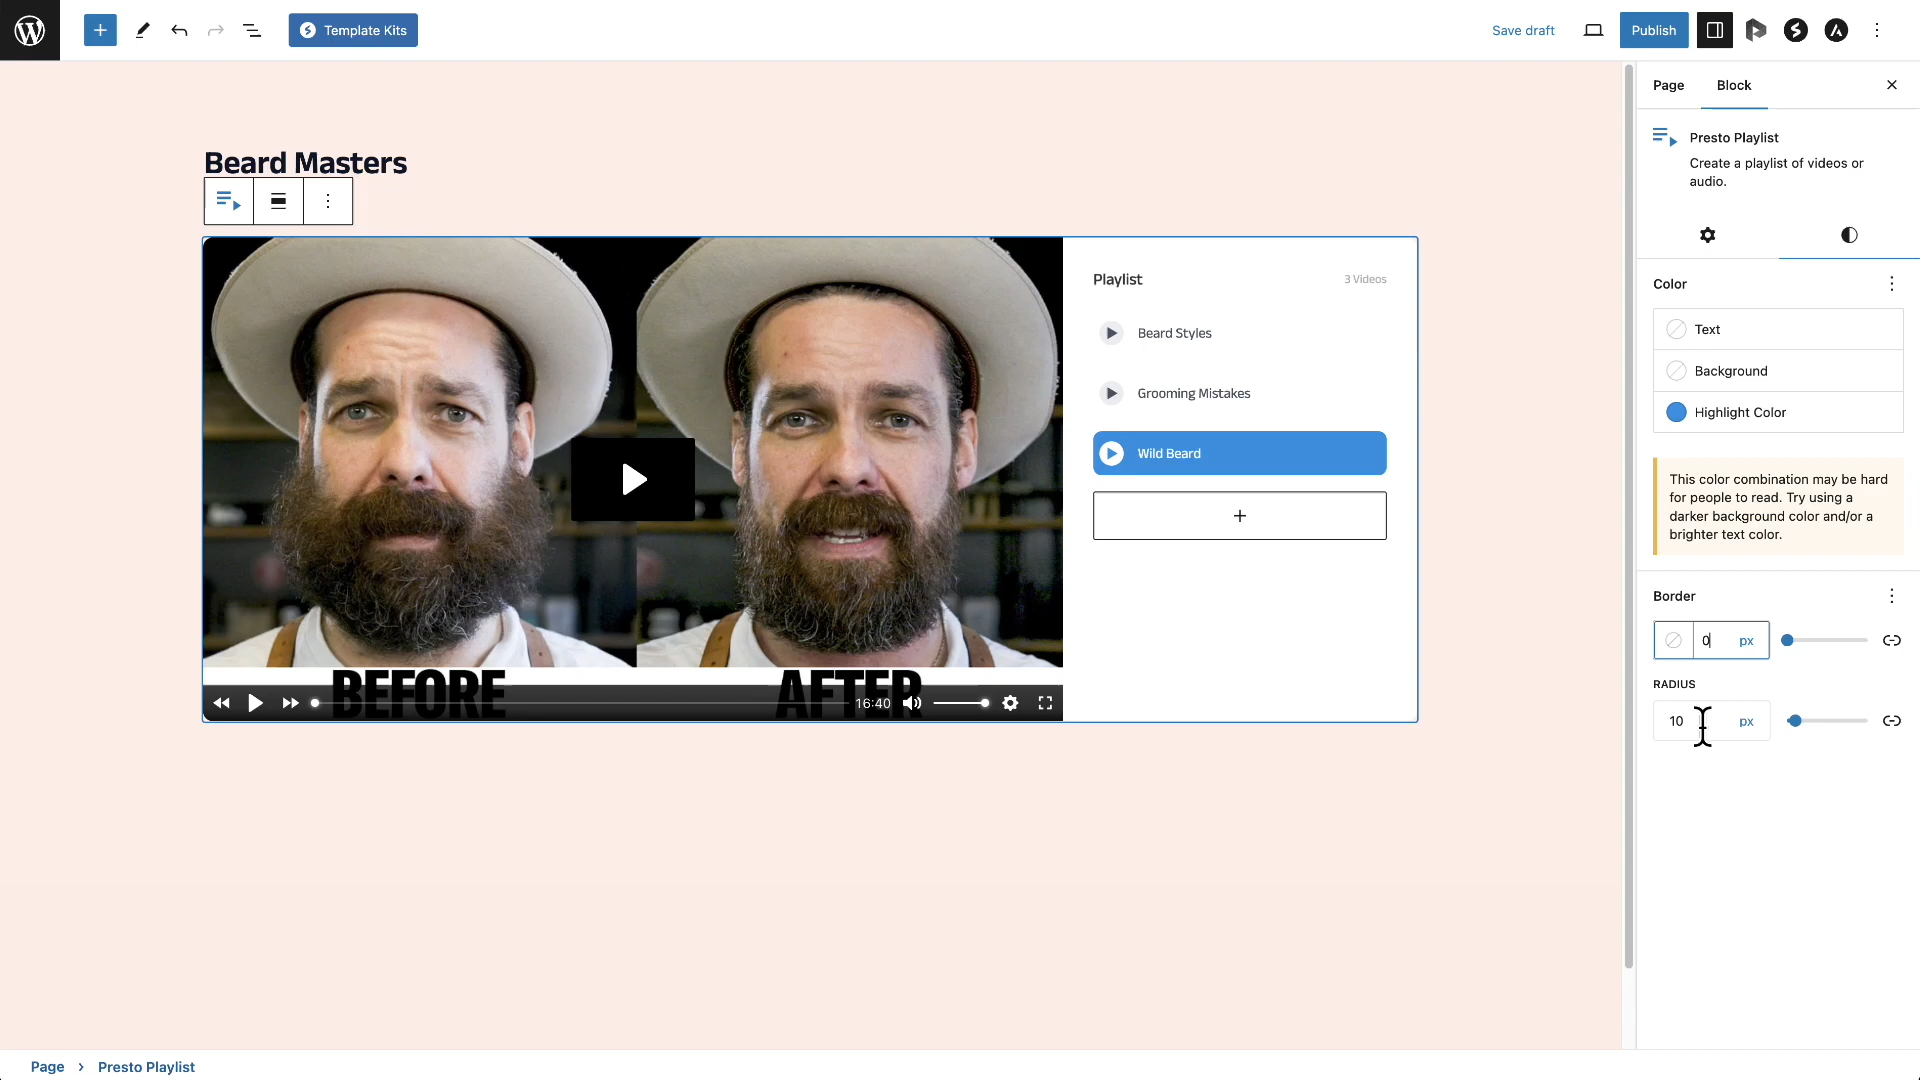 Template Kits
Save draft
Publish
Page
Block
Presto Playlist
Create a playlist of videos or
audio.
Beard Masters
Playlist
3 Videos
Beard Styles
Grooming Mistakes
Wild Beard
BEFORE
AFTER
16:40
Color
Text
Background
Highlight Color
This color combination may be hard
for people to read. Try using a
darker background color and/or a
brighter text color.
Border
0 px
RADIUS
10 px
Page > Presto Playlist